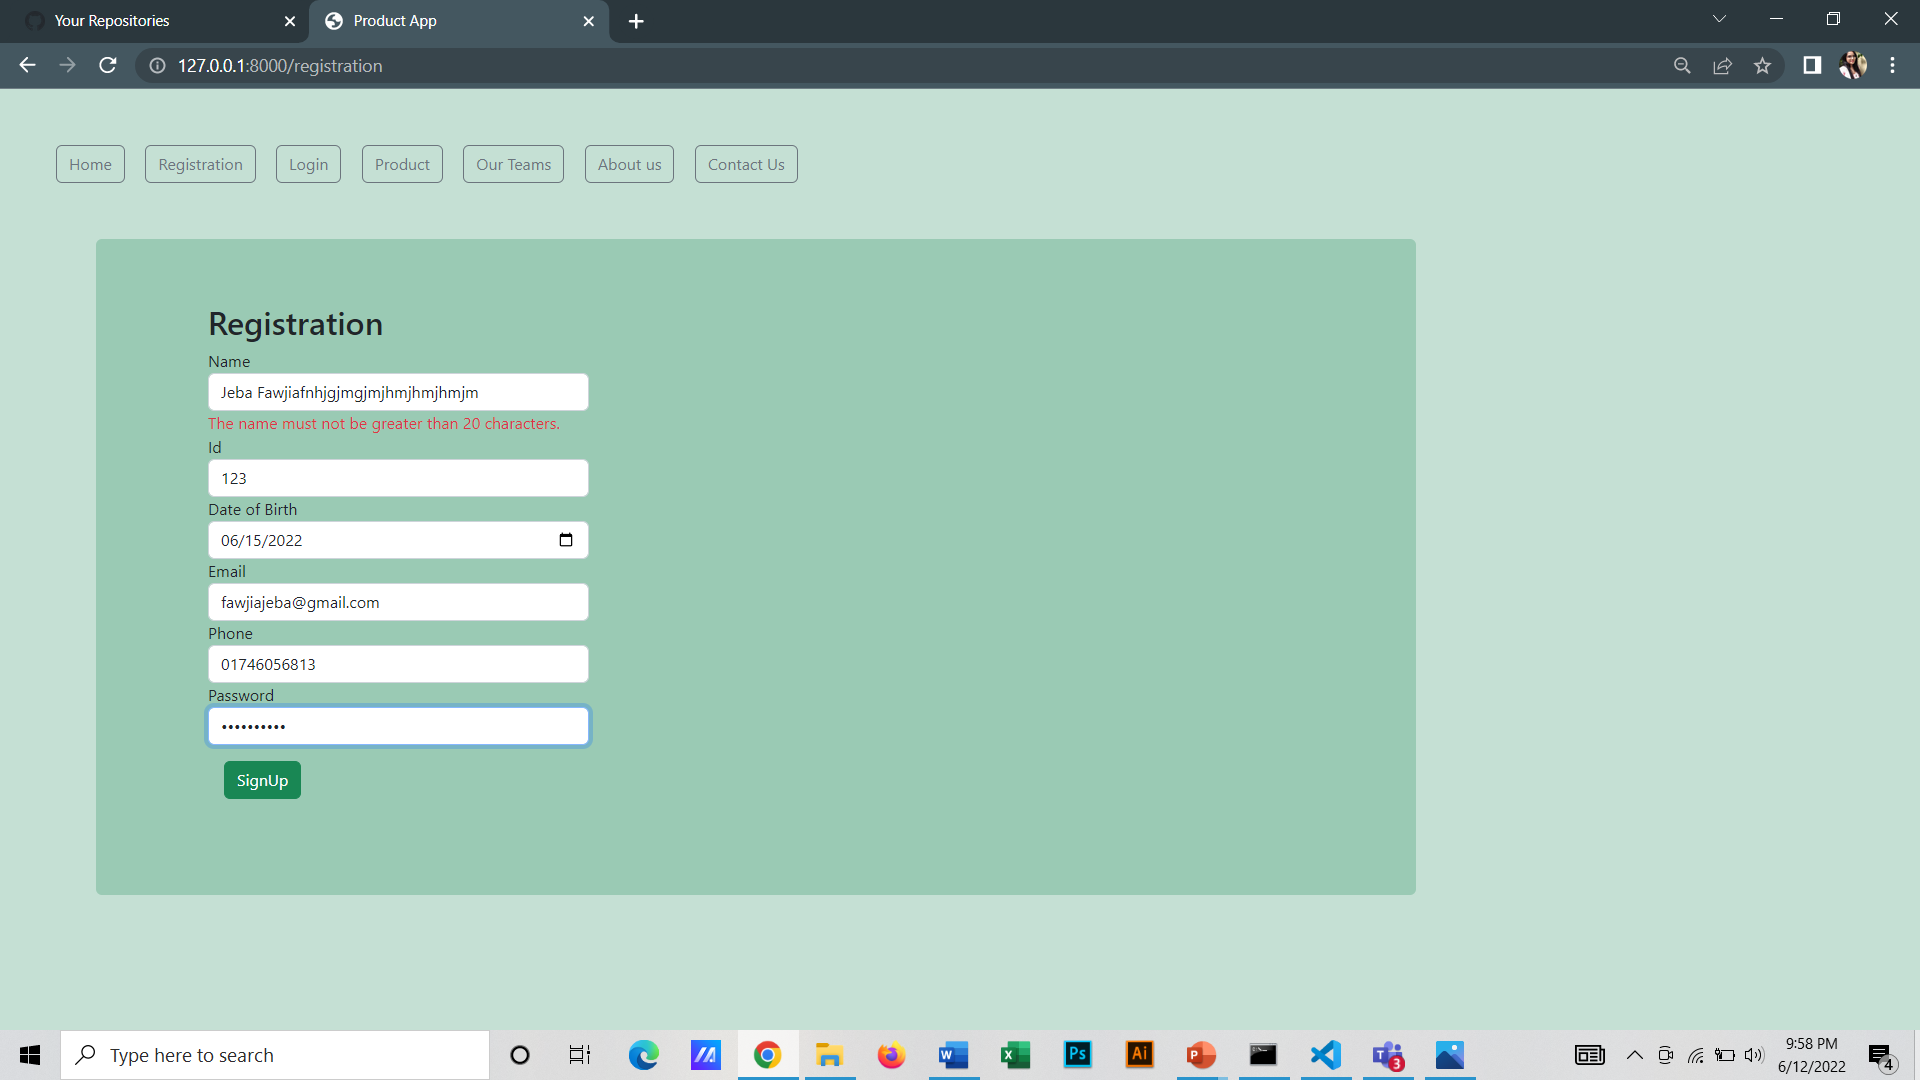 Your Repositories
Product App
127.0.0.1:8000/registration
Home Registration Login Product Our Teams About us Contact Us
Registration
Name
Jeba Fawjiafnhjgjmgjmjhmjhmjhmjm
The name must not be greater than 20 characters.
Id
123
Date of Birth
06/15/2022
Email
fawjiajeba@gmail.com
Phone
01746056813
Password
••••••••••
SignUp
Type here to search
W
X
Ps
Ai
P
T
3
9:58 PM
6/12/2022
4